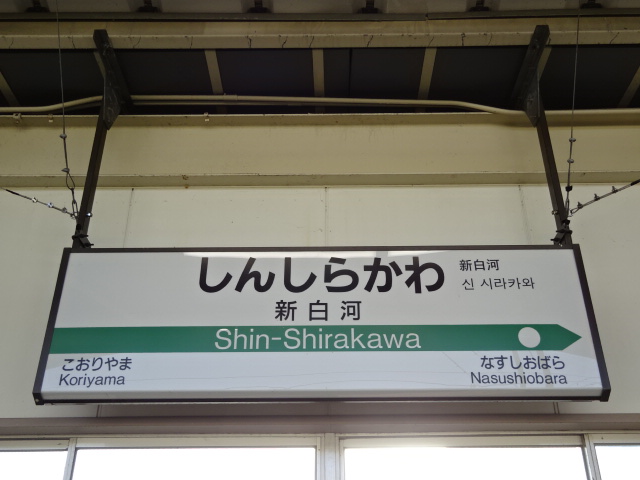 しんしらかわ
新白河
신 시라카와
新白河
Shin-Shirakawa
こおりやま
Koriyama
なすしおばら
Nasushiobara